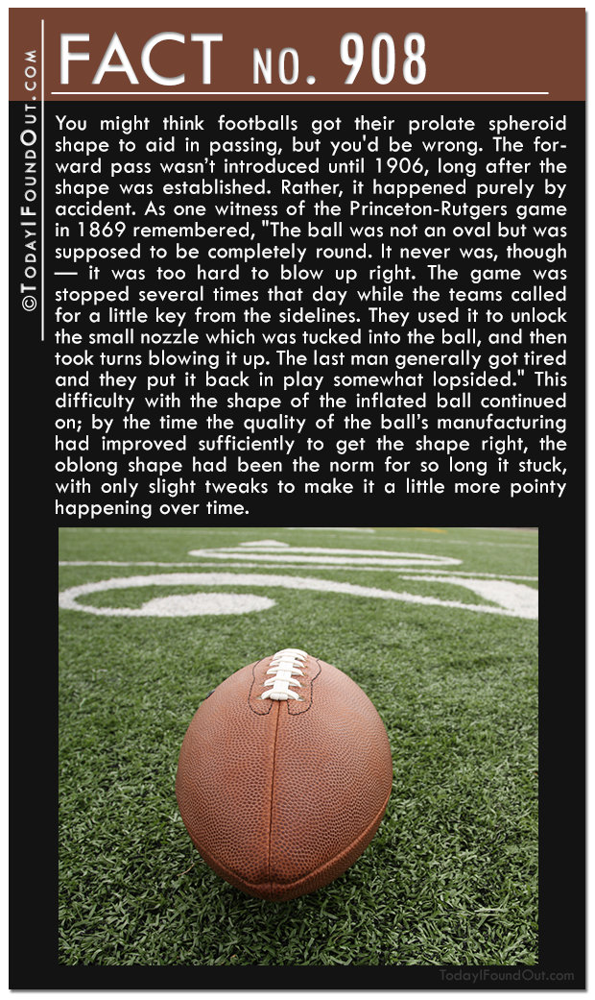 FACT NO. 908
©TodayIFoundOut.com
You might think footballs got their prolate spheroid
shape to aid in passing, but you'd be wrong. The for-
ward pass wasn't introduced until 1906, long after the
shape was established. Rather, it happened purely by
accident. As one witness of the Princeton-Rutgers game
in 1869 remembered, "The ball was not an oval but was
supposed to be completely round. It never was, though
— it was too hard to blow up right. The game was
stopped several times that day while the teams called
for a little key from the sidelines. They used it to unlock
the small nozzle which was tucked into the ball, and then
took turns blowing it up. The last man generally got tired
and they put it back in play somewhat lopsided." This
difficulty with the shape of the inflated ball continued
on; by the time the quality of the ball's manufacturing
had improved sufficiently to get the shape right, the
oblong shape had been the norm for so long it stuck,
with only slight tweaks to make it a little more pointy
happening over time.
TodayIFoundOut.com